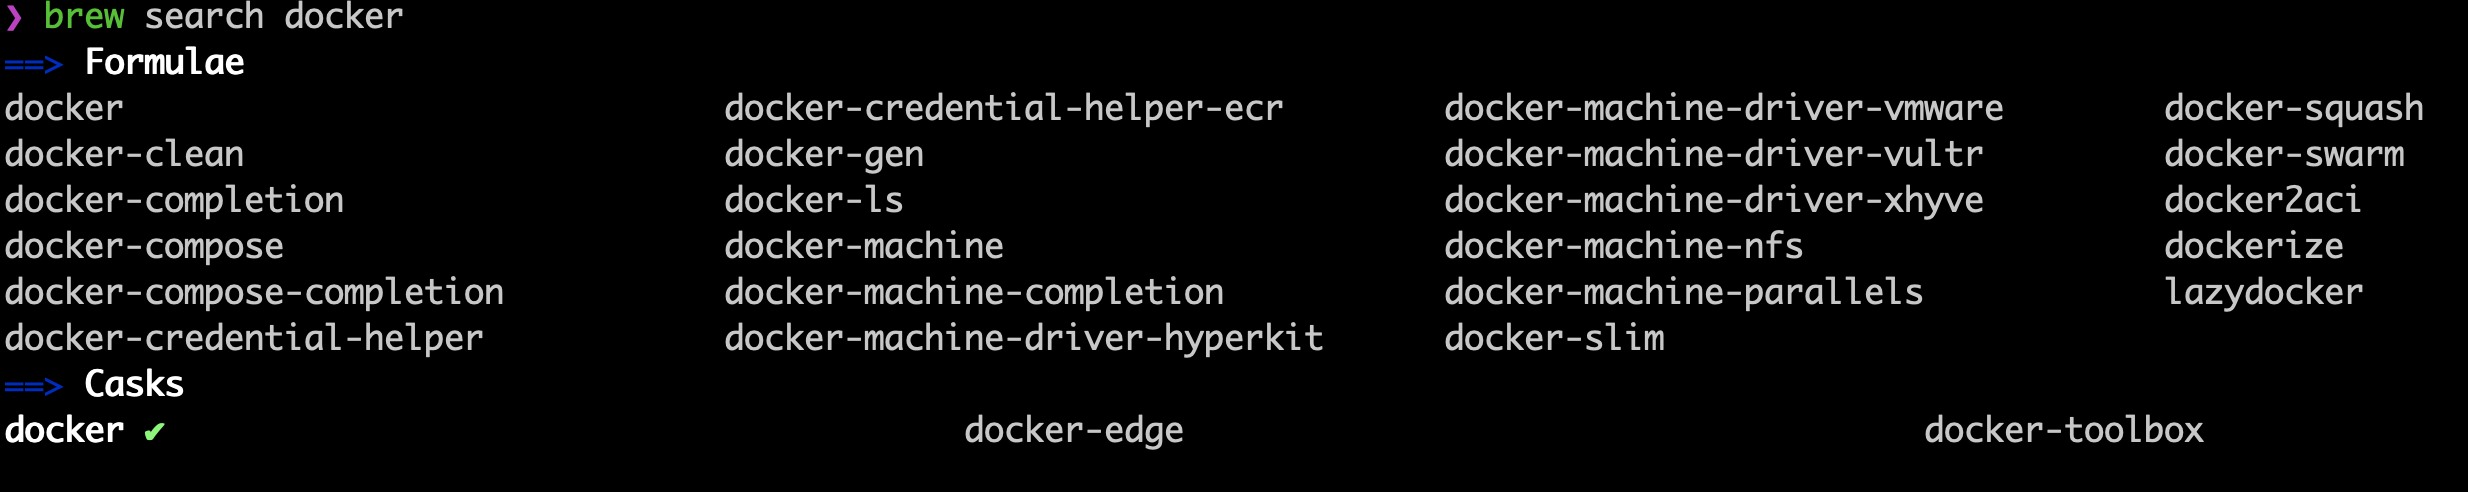 ❯ brew search docker
==> Formulae
docker docker-credential-helper-ecr docker-machine-driver-vmware docker-squash
docker-clean docker-gen docker-machine-driver-vultr docker-swarm
docker-completion docker-ls docker-machine-driver-xhyve docker2aci
docker-compose docker-machine docker-machine-nfs dockerize
docker-compose-completion docker-machine-completion docker-machine-parallels lazydocker
docker-credential-helper docker-machine-driver-hyperkit docker-slim
==> Casks
docker ✔ docker-edge docker-toolbox